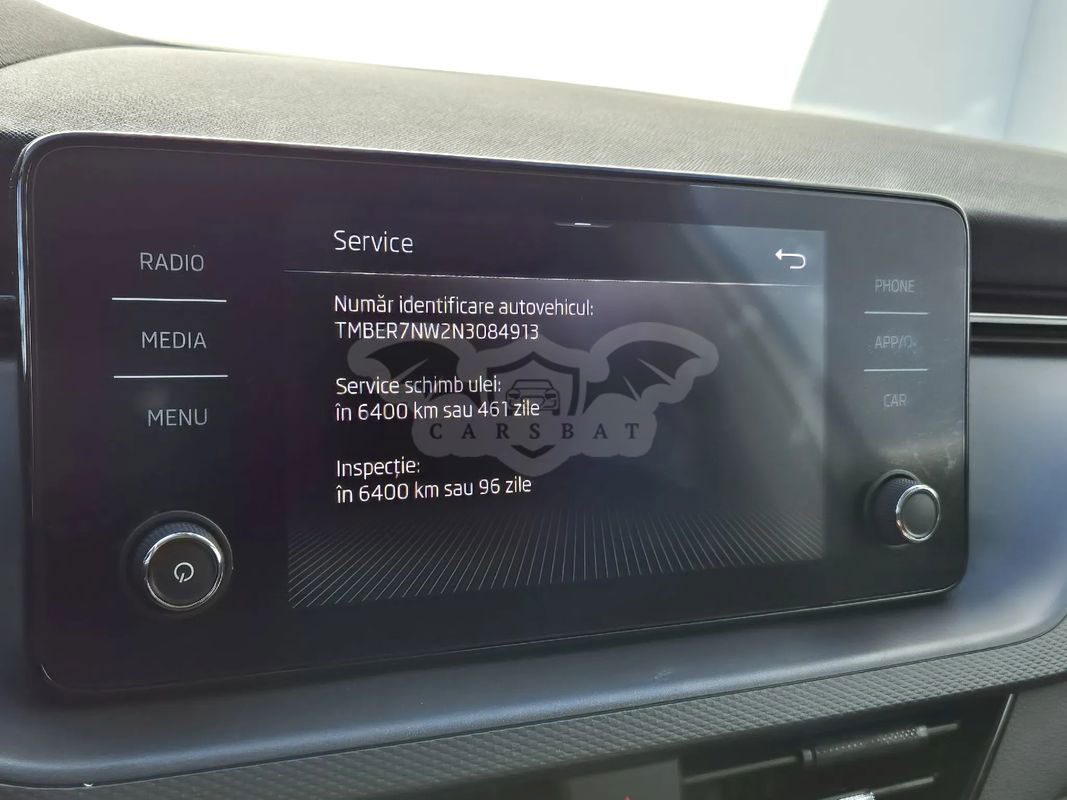 Service
RADIO
MEDIA
MENU
Număr identificare autovehicul:
TMBER7NW2N3084913
Service schimb ulei:
în 6400 km sau 461 zile
CARSBAT
Inspecție:
în 6400 km sau 96 zile
PHONE
CAR